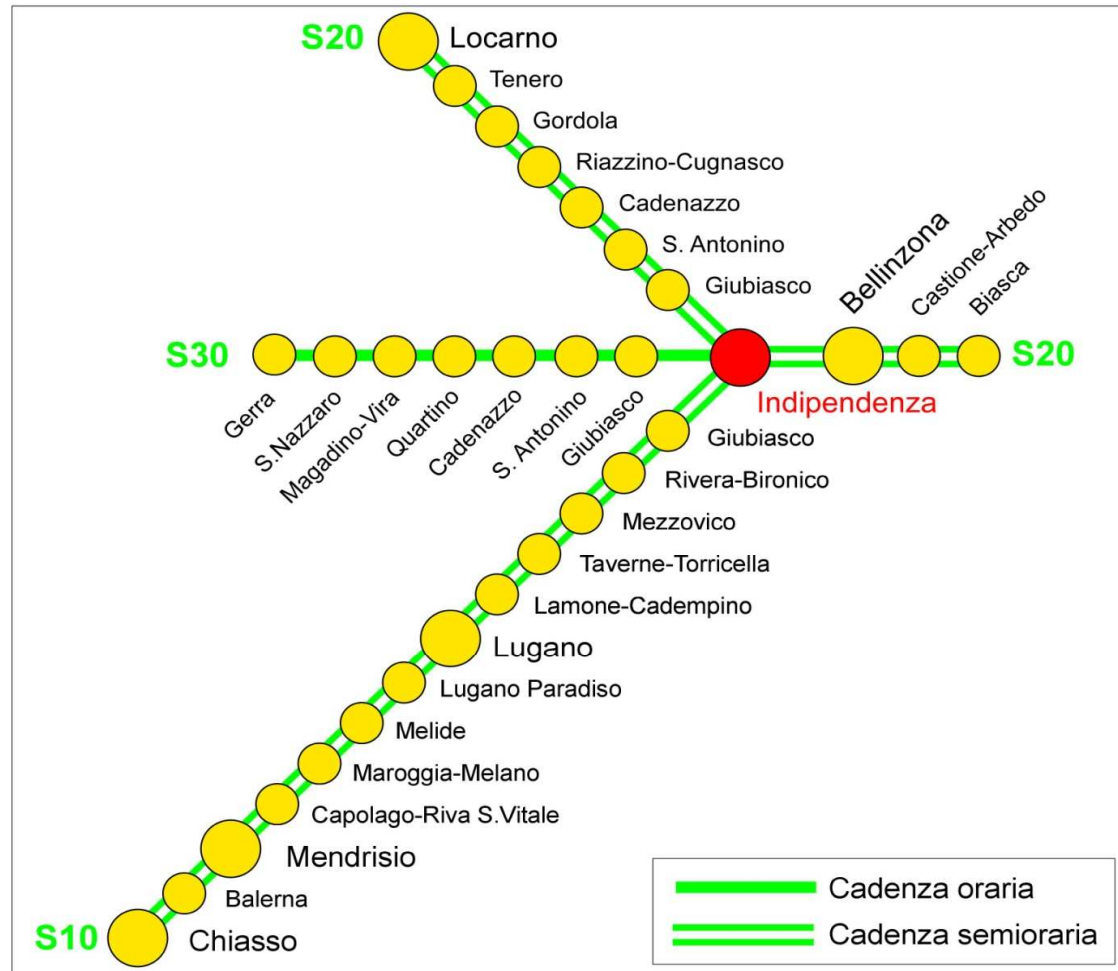 S20
Locarno
Tenero
Gordola
Riazzino-Cugnasco
Cadenazzo
S. Antonino
Giubiasco
Bellinzona
Castione-Arbedo
Biasca
S20
S30
Gerra
S.Nazzaro
Magadino-Vira
Quartino
Cadenazzo
S. Antonino
Giubiasco
Indipendenza
Giubiasco
Rivera-Bironico
Mezzovico
Taverne-Torricella
Lamone-Cadempino
Lugano
Lugano Paradiso
Melide
Maroggia-Melano
Capolago-Riva S.Vitale
Mendrisio
Balerna
S10
Chiasso
Cadenza oraria
Cadenza semioraria